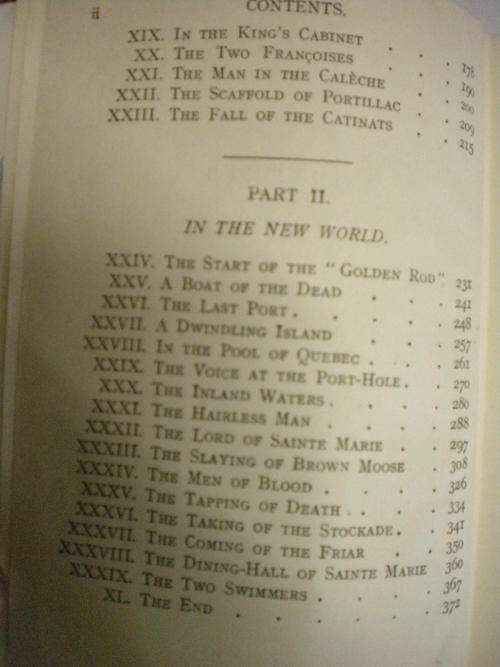 ii
CONTENTS.
XIX. IN THE KING'S CABINET . . . 178
XX. THE TWO FRANÇOISES . . . 190
XXI. THE MAN IN THE CALÈCHE . . . 200
XXII. THE SCAFFOLD OF PORTILLAC . . 209
XXIII. THE FALL OF THE CATINATS . . 215
PART II.
IN THE NEW WORLD.
XXIV. THE START OF THE "GOLDEN ROD" 231
XXV. A BOAT OF THE DEAD . . . 241
XXVI. THE LAST PORT . . . . 248
XXVII. A DWINDLING ISLAND . . . 257
XXVIII. IN THE POOL OF QUEBEC . . . 261
XXIX. THE VOICE AT THE PORT-HOLE . . 270
XXX. THE INLAND WATERS . . . . 280
XXXI. THE HAIRLESS MAN . . . . 288
XXXII. THE LORD OF SAINTE MARIE . . 297
XXXIII. THE SLAYING OF BROWN MOOSE . 308
XXXIV. THE MEN OF BLOOD . . . . 326
XXXV. THE TAPPING OF DEATH . . . . 334
XXXVI. THE TAKING OF THE STOCKADE . . 341
XXXVII. THE COMING OF THE FRIAR . . 350
XXXVIII. THE DINING-HALL OF SAINTE MARIE 360
XXXIX. THE TWO SWIMMERS . . . . 367
XL. THE END . . . . . 372